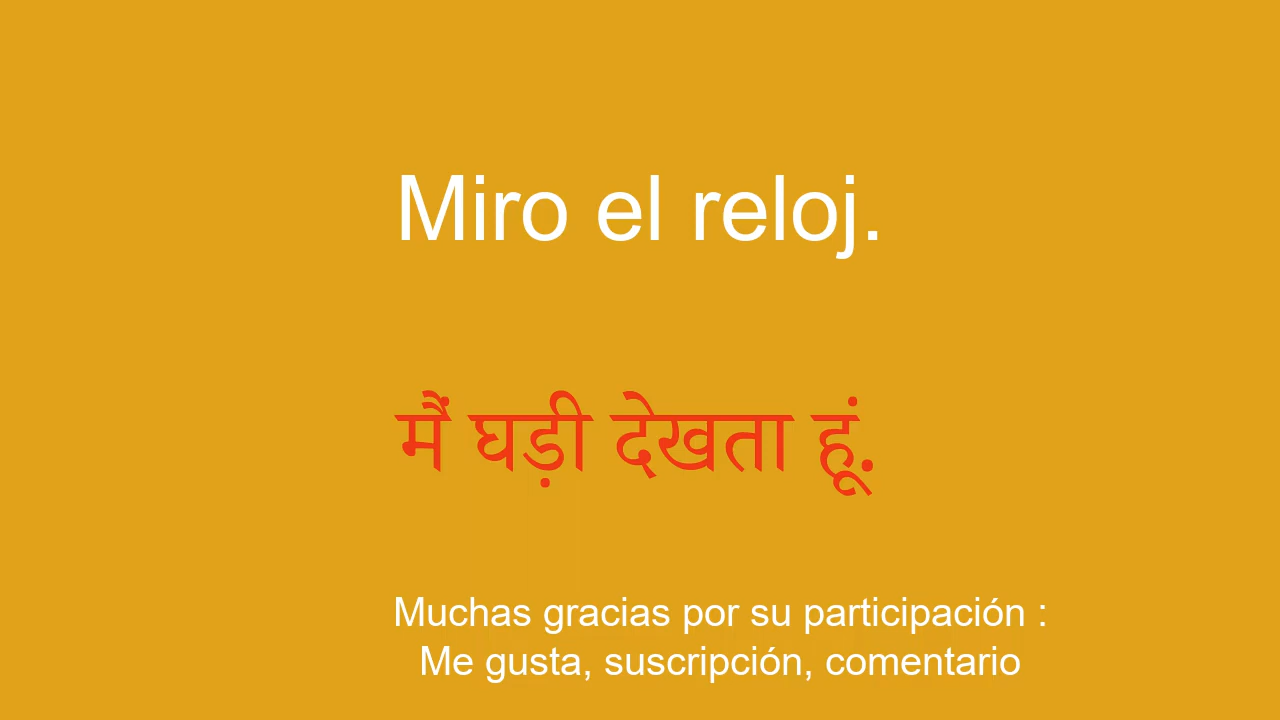 Miro el reloj.
मैं घड़ी देखता हूं.
Muchas gracias por su participación :
Me gusta, suscripción, comentario